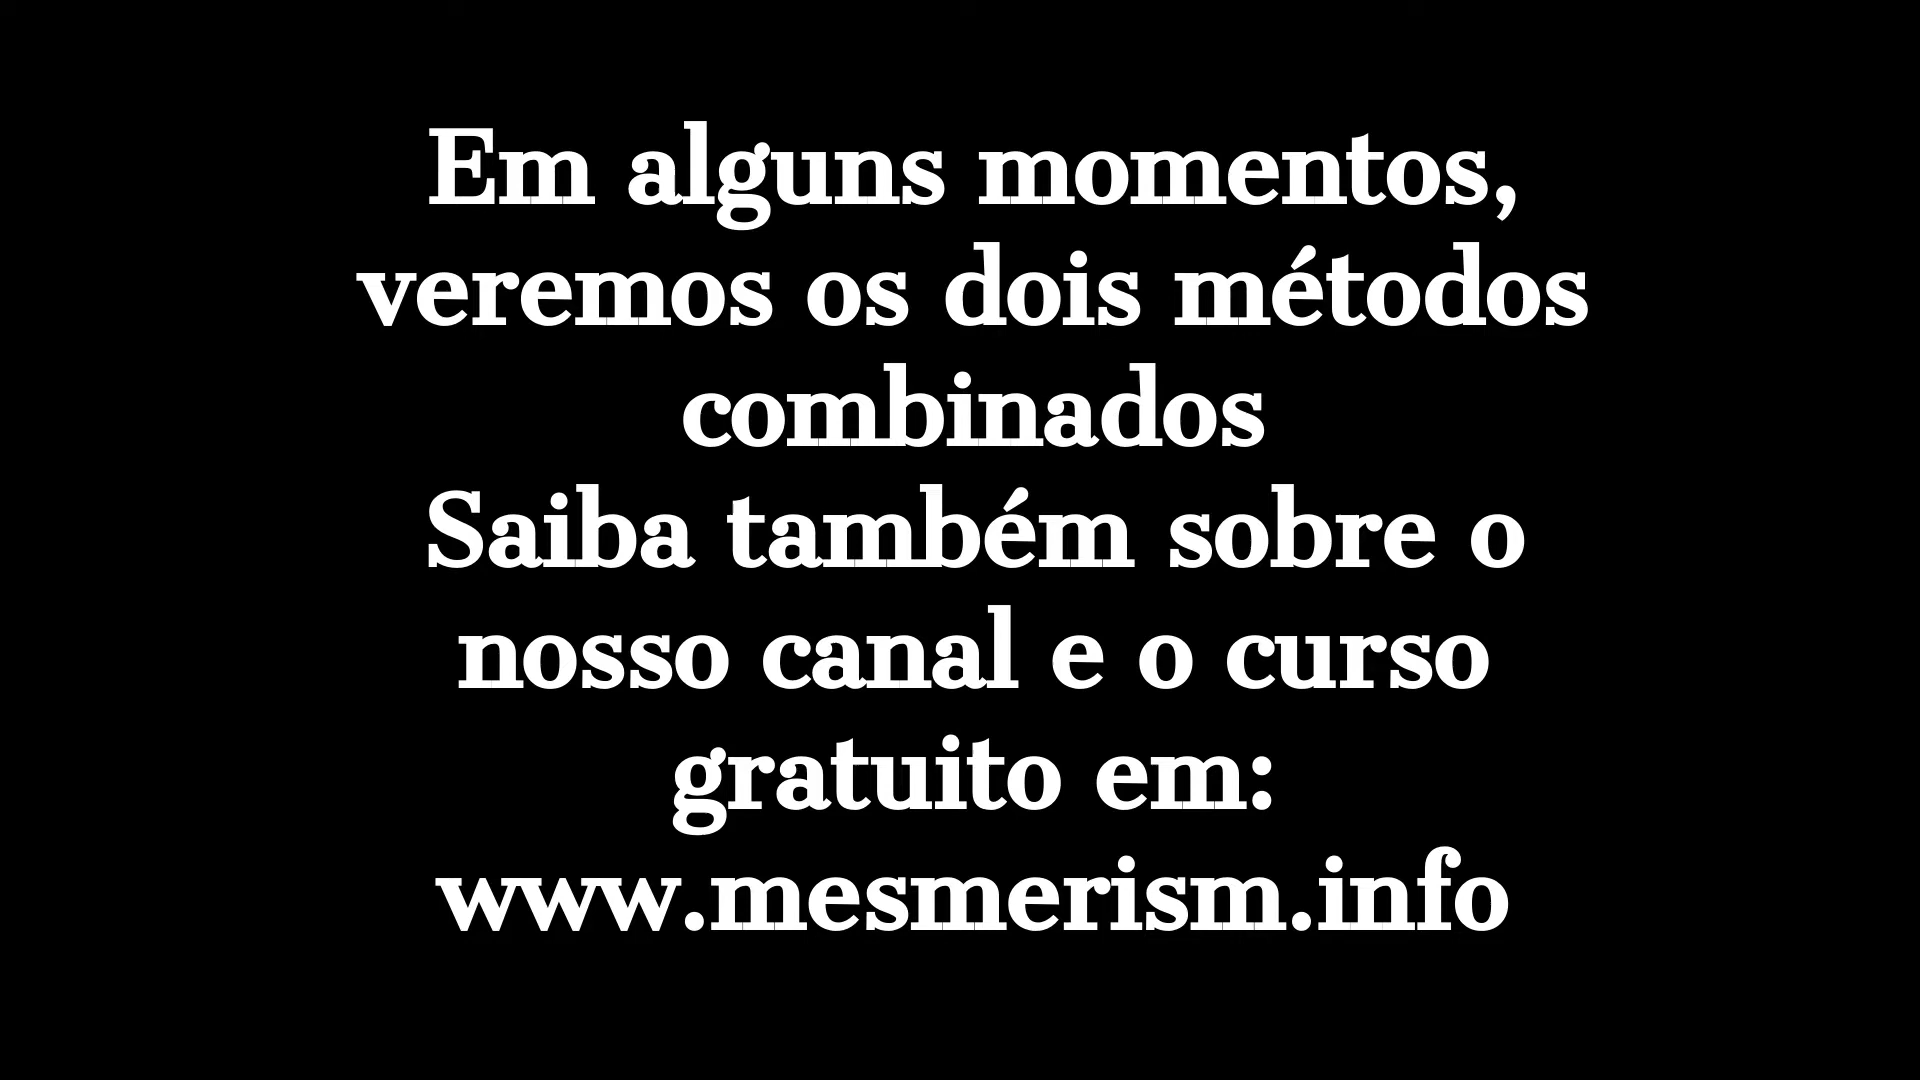 Em alguns momentos,
veremos os dois métodos
combinados
Saiba também sobre o
nosso canal e o curso
gratuito em:
www.mesmerism.info